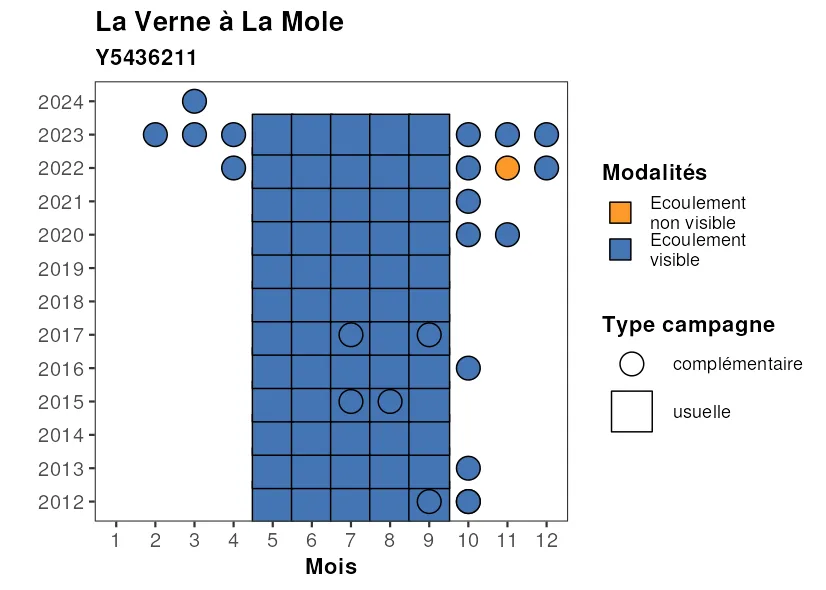 La Verne à La Mole
Y5436211
2024
2023
2022
2021
2020
2019
2018
2017
2016
2015
2014
2013
2012
1 2 3 4 5 6 7 8 9 10 11 12
Mois
Modalités
Ecoulement
non visible
Ecoulement
visible
Type campagne
complémentaire
usuelle